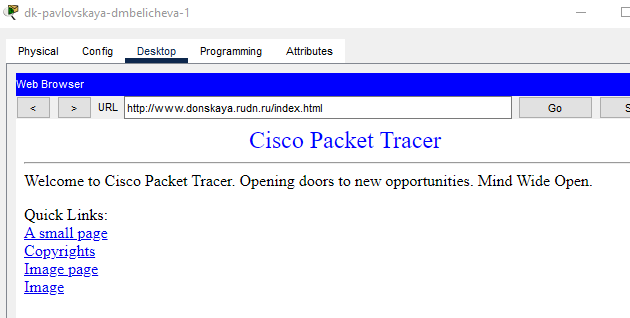 dk-pavlovskaya-dmbelicheva-1
Physical Config Desktop Programming Attributes
Web Browser
< > URL http://www.donskaya.rudn.ru/index.html Go S
Cisco Packet Tracer
Welcome to Cisco Packet Tracer. Opening doors to new opportunities. Mind Wide Open.
Quick Links:
A small page
Copyrights
Image page
Image